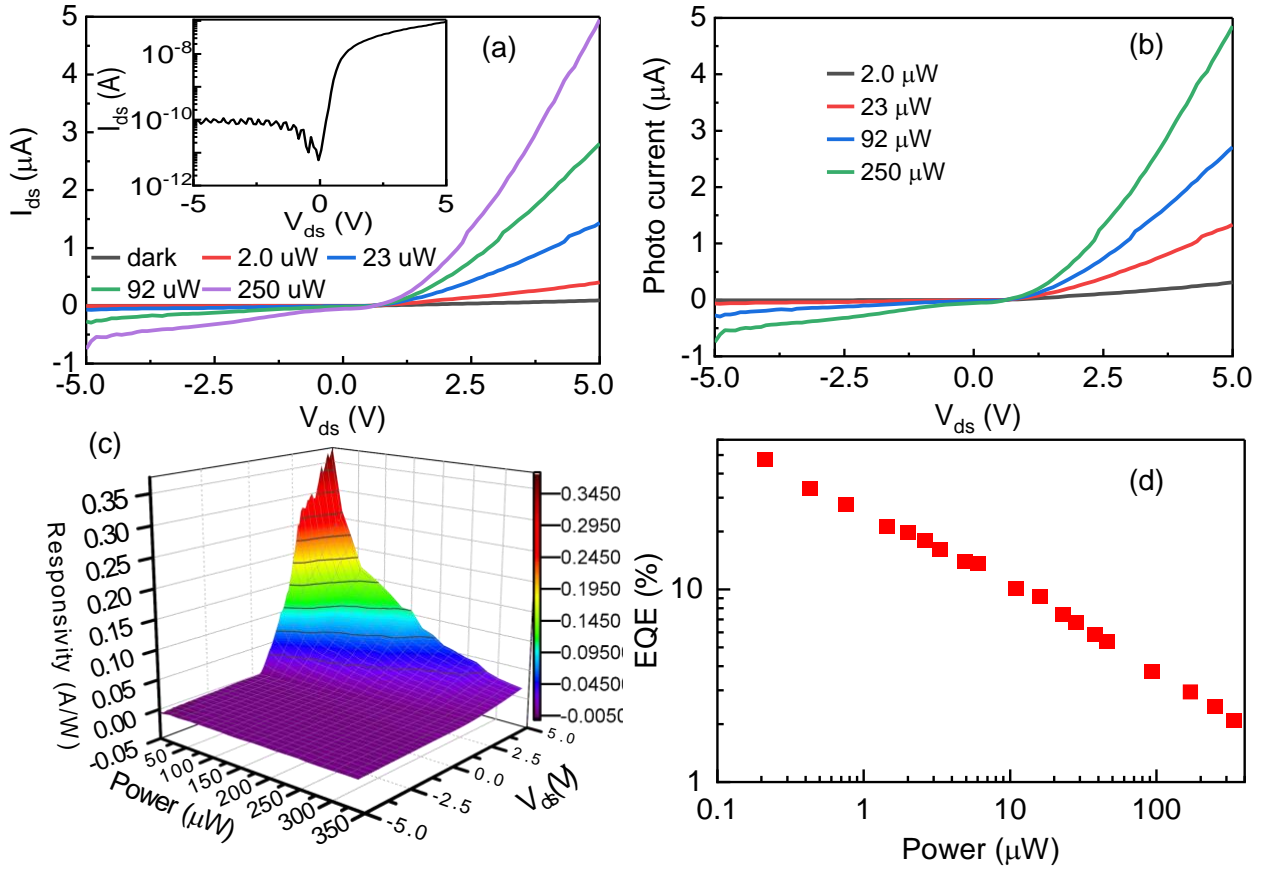 (a)
I_ds (μA)
5
4
3
2
1
0
-1
-5.0
-2.5
0.0
2.5
5.0
V_ds (V)
I_ds (A)
10^-8
10^-10
10^-12
-5
0
5
V_ds (V)
dark
2.0 uW
23 uW
92 uW
250 uW
(b)
Photo current (μA)
5
4
3
2
1
0
-1
-5.0
-2.5
0.0
2.5
5.0
V_ds (V)
2.0 μW
23 μW
92 μW
250 μW
(c)
Responsivity (A/W)
0.35
0.30
0.25
0.20
0.15
0.10
0.05
0.00
-0.05
50
100
150
200
250
300
350
Power (μW)
-5.0
-2.5
0.0
2.5
5.0
V_ds(V)
0.3450
0.2950
0.2450
0.1950
0.1450
0.09500
0.04500
-0.00500
(d)
EQE (%)
10
1
0.1
1
10
100
Power (μW)